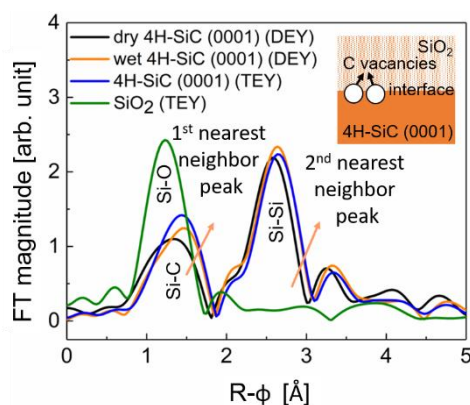 dry 4H-SiC (0001) (DEY)
wet 4H-SiC (0001) (DEY)
4H-SiC (0001) (TEY)
SiO₂ (TEY)
SiO₂
C vacancies
interface
4H-SiC (0001)
1st nearest
neighbor
peak
2nd nearest
neighbor
peak
Si-O
Si-C
Si-Si
FT magnitude [arb. unit]
4
3
2
1
0
0 1 2 3 4 5
R-ϕ [Å]